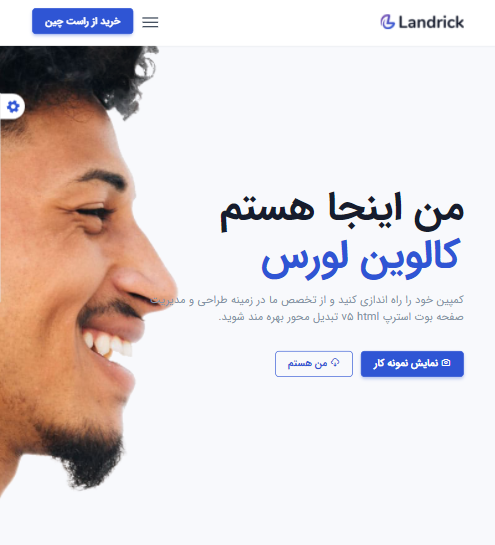 Landrick
خرید از راست چین
من اینجا هستم
کالوین لورس
کمپین خود را راه اندازی کنید و از تخصص ما در زمینه طراحی و مدیریت
صفحه بوت استرپ v۵ html تبدیل محور بهره مند شوید.
نمایش نمونه کار
من هستم